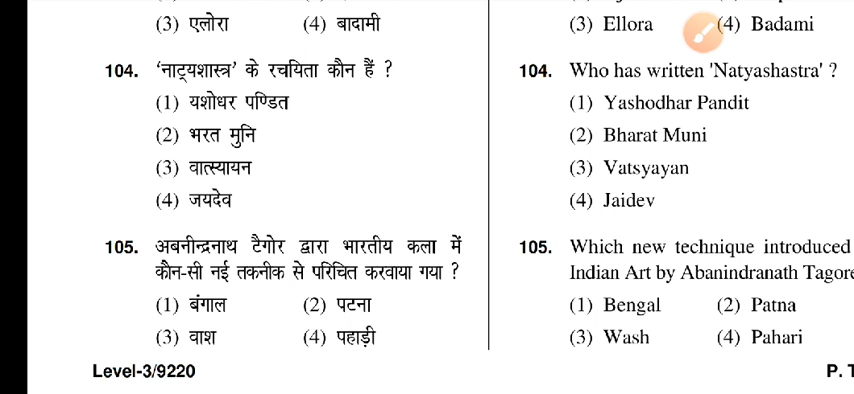 (3) एलोरा (4) बादामी
104. ‘नाट्यशास्त्र’ के रचयिता कौन हैं ?
(1) यशोधर पण्डित
(2) भरत मुनि
(3) वात्स्यायन
(4) जयदेव
105. अबनीन्द्रनाथ टैगोर द्वारा भारतीय कला में
कौन-सी नई तकनीक से परिचित करवाया गया ?
(1) बंगाल (2) पटना
(3) वाश (4) पहाड़ी
Level-3/9220
(3) Ellora (4) Badami
104. Who has written 'Natyashastra' ?
(1) Yashodhar Pandit
(2) Bharat Muni
(3) Vatsyayan
(4) Jaidev
105. Which new technique introduced
Indian Art by Abanindranath Tagore
(1) Bengal (2) Patna
(3) Wash (4) Pahari
P. T